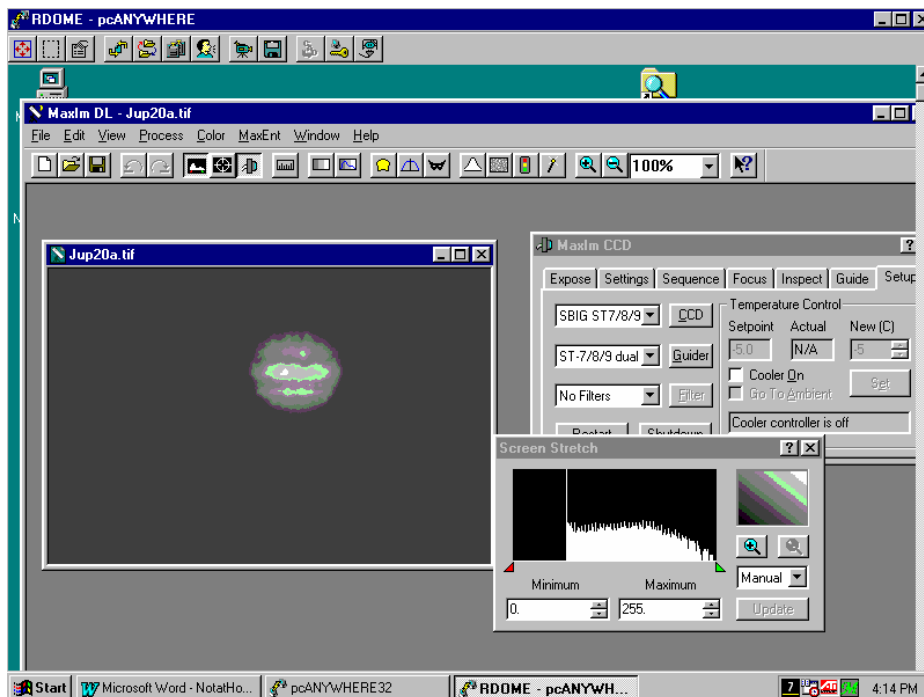 RDOME - pcANYWHERE
MaxIm DL - Jup20a.tif
File Edit View Process Color MaxEnt Window Help
100%
Jup20a.tif
MaxIm CCD
Expose Settings Sequence Focus Inspect Guide Setup
SBIG ST7/8/9 CCD
ST-7/8/9 dual Guider
No Filters Filter
Restart Shutdown
Temperature Control
Setpoint Actual New (C)
-5.0 N/A -5
Cooler On
Go To Ambient
Set
Cooler controller is off
Screen Stretch
Minimum Maximum
0. 255.
Manual
Update
Start Microsoft Word - NotatHo... pcANYWHERE32 RDOME - pcANYWH... 7 4:14 PM